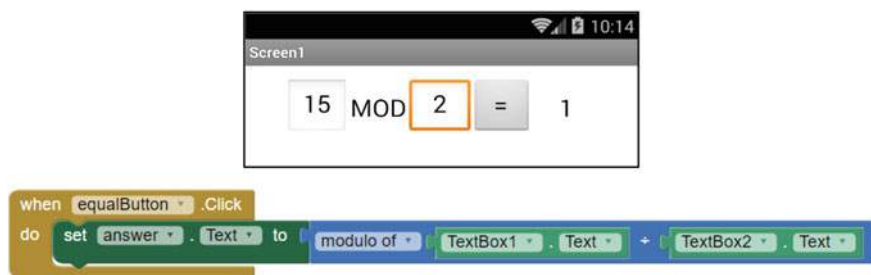 10:14
Screen1
15 MOD 2 = 1
when equalButton .Click
do set answer . Text to modulo of TextBox1 . Text ÷ TextBox2 . Text